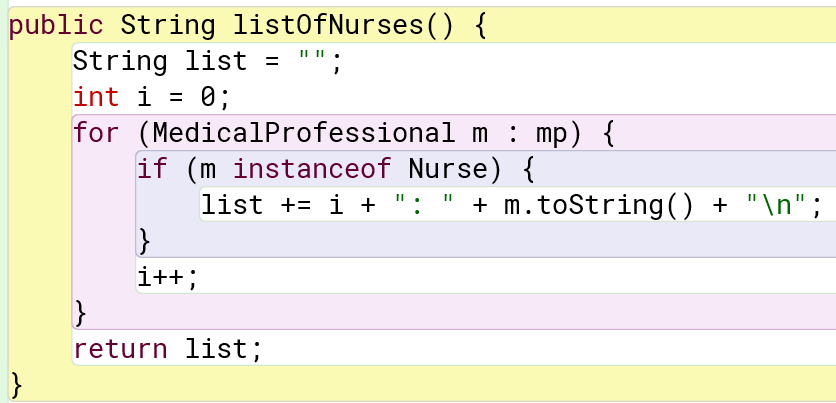 public String listOfNurses() {
String list = "";
int i = 0;
for (MedicalProfessional m : mp) {
if (m instanceof Nurse) {
list += i + ": " + m.toString() + "\n";
}
i++;
}
return list;
}